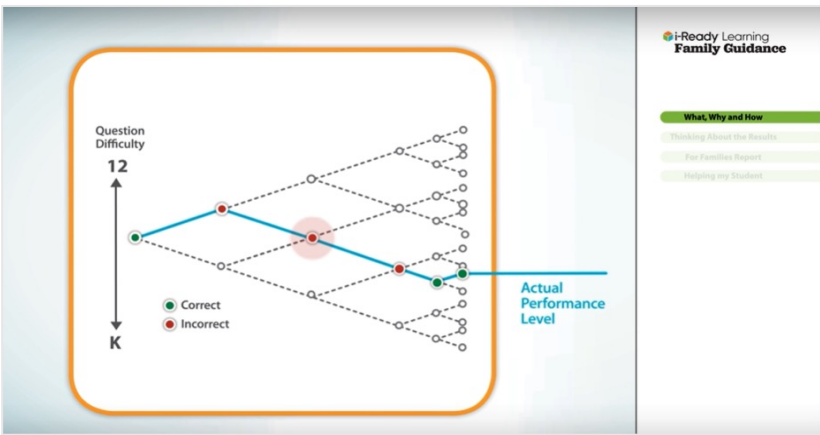 Question
Difficulty
12
K
Correct
Incorrect
Actual
Performance
Level
i-Ready Learning
Family Guidance
What, Why and How
Thinking About the Results
For Families Report
Helping my Student